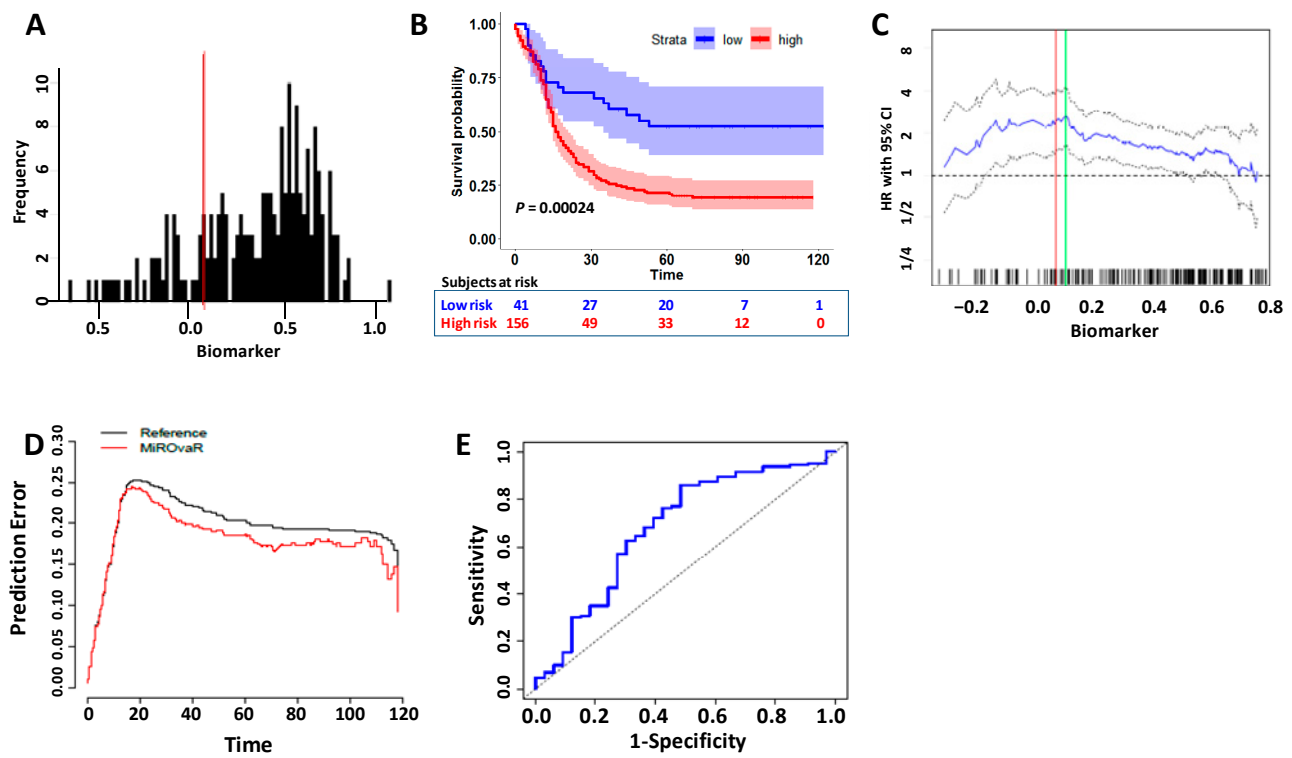 A
Frequency
10
8
6
4
2
0
0.5 0.0 0.5 1.0
Biomarker
B
Survival probability
1.00
0.75
0.50
0.25
0.00
Strata low high
P = 0.00024
0 30 60 90 120
Time
Subjects at risk
Low risk 41 27 20 7 1
High risk 156 49 33 12 0
C
HR with 95% CI
8
4
2
1
1/2
1/4
−0.2 0.0 0.2 0.4 0.6 0.8
Biomarker
D
Reference
MiROvaR
Prediction Error
0.30
0.25
0.20
0.15
0.10
0.05
0.00
0 20 40 60 80 100 120
Time
E
Sensitivity
1.0
0.8
0.6
0.4
0.2
0.0
0.0 0.2 0.4 0.6 0.8 1.0
1-Specificity